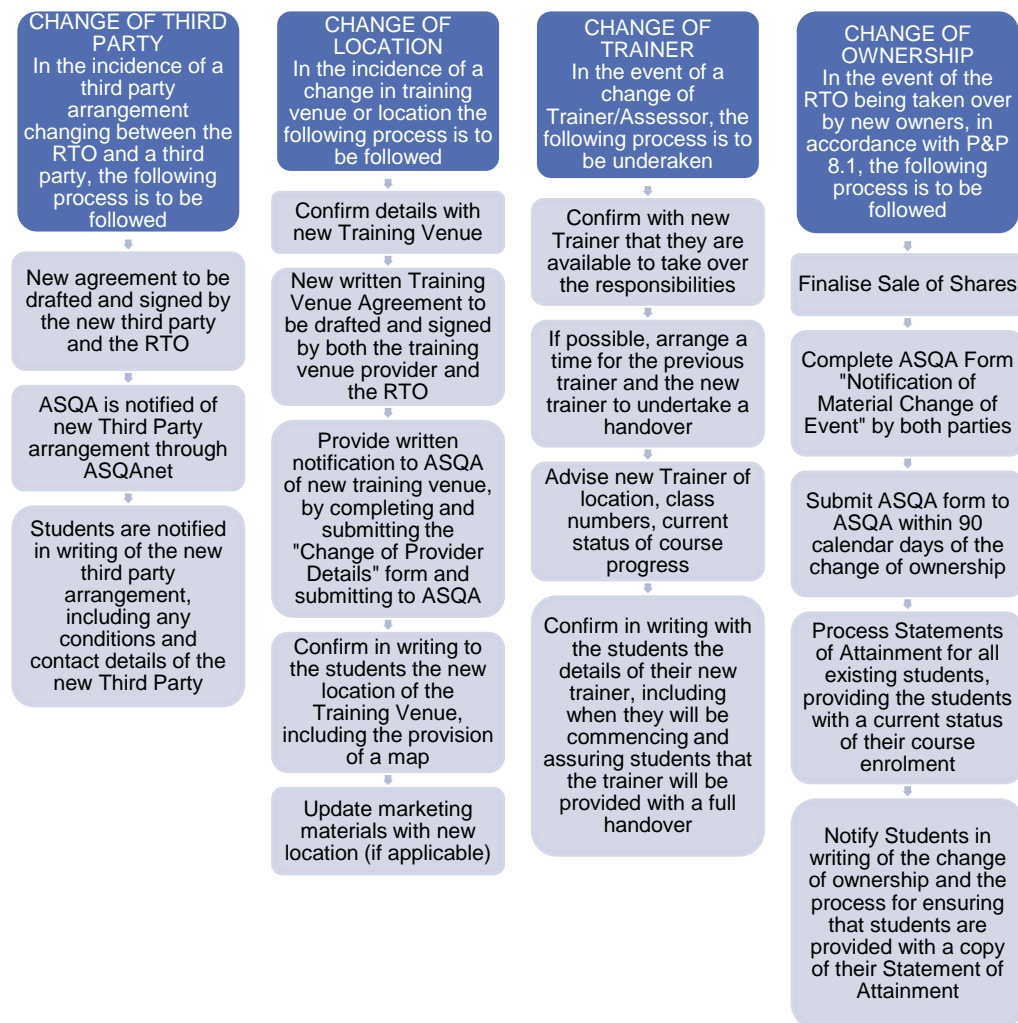 CHANGE OF THIRD
PARTY
In the incidence of a
third party
arrangement
changing between the
RTO and a third
party, the following
process is to be
followed
New agreement to be
drafted and signed by
the new third party
and the RTO
ASQA is notified of
new Third Party
arrangement through
ASQAnet
Students are notified
in writing of the new
third party
arrangement,
including any
conditions and
contact details of the
new Third Party
CHANGE OF
LOCATION
In the incidence of a
change in training
venue or location the
following process is to
be followed
Confirm details with
new Training Venue
New written Training
Venue Agreement to
be drafted and signed
by both the training
venue provider and
the RTO
Provide written
notification to ASQA
of new training venue,
by completing and
submitting the
"Change of Provider
Details" form and
submitting to ASQA
Confirm in writing to
the students the new
location of the
Training Venue,
including the provision
of a map
Update marketing
materials with new
location (if applicable)
CHANGE OF
TRAINER
In the event of a
change of
Trainer/Assessor, the
following process is to
be underaken
Confirm with new
Trainer that they are
available to take over
the responsibilities
If possible, arrange a
time for the previous
trainer and the new
trainer to undertake a
handover
Advise new Trainer of
location, class
numbers, current
status of course
progress
Confirm in writing with
the students the
details of their new
trainer, including
when they will be
commencing and
assuring students that
the trainer will be
provided with a full
handover
CHANGE OF
OWNERSHIP
In the event of the
RTO being taken over
by new owners, in
accordance with P&P
8.1, the following
process is to be
followed
Finalise Sale of Shares
Complete ASQA Form
"Notification of
Material Change of
Event" by both parties
Submit ASQA form to
ASQA within 90
calendar days of the
change of ownership
Process Statements
of Attainment for all
existing students,
providing the students
with a current status
of their course
enrolment
Notify Students in
writing of the change
of ownership and the
process for ensuring
that students are
provided with a copy
of their Statement of
Attainment